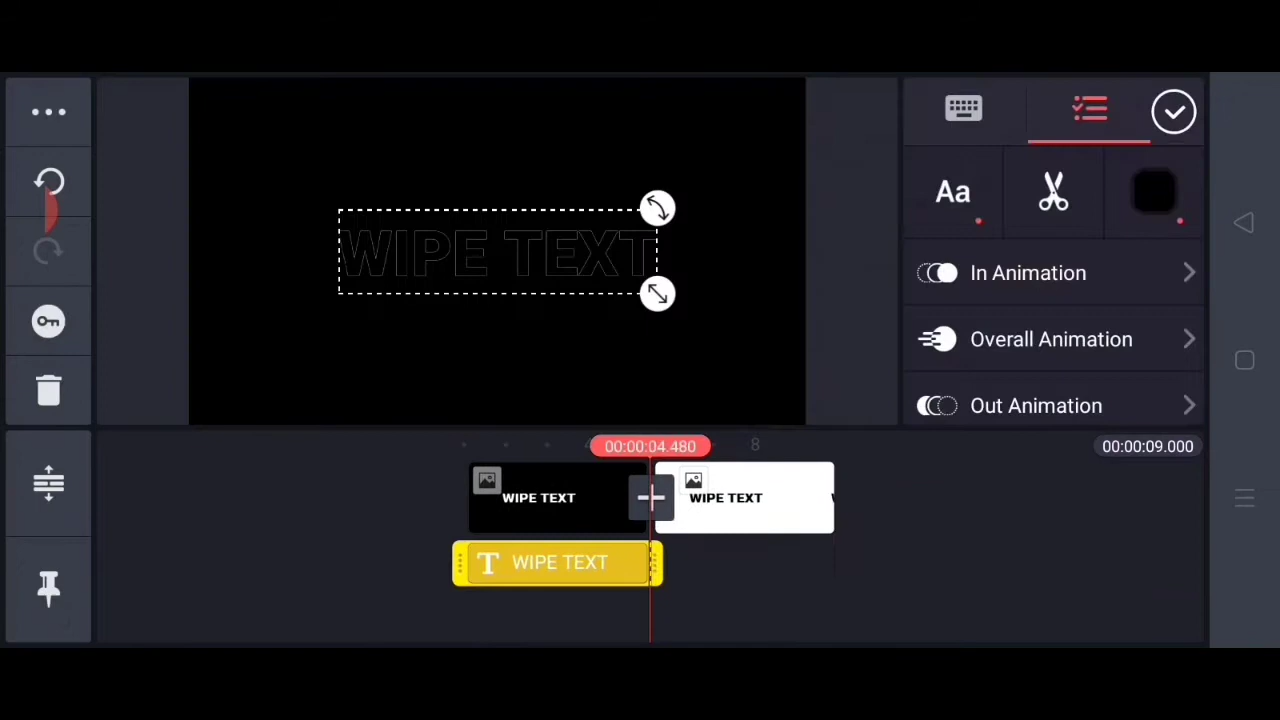 WIPE TEXT
Aa
In Animation
Overall Animation
Out Animation
00:00:04.480
8
00:00:09.000
WIPE TEXT
WIPE TEXT
T WIPE TEXT